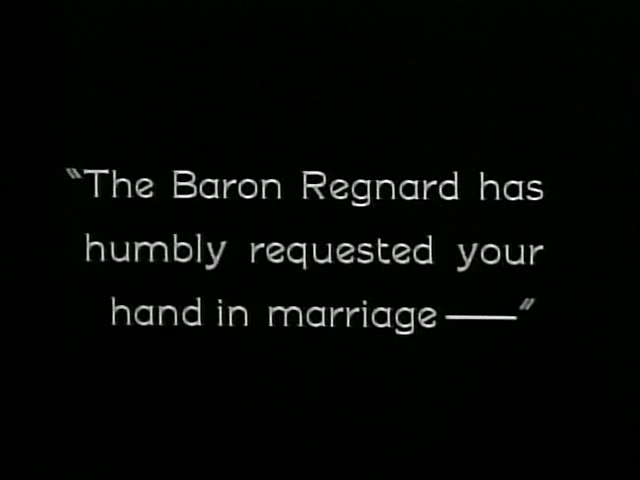 "The Baron Regnard has
humbly requested your
hand in marriage——"